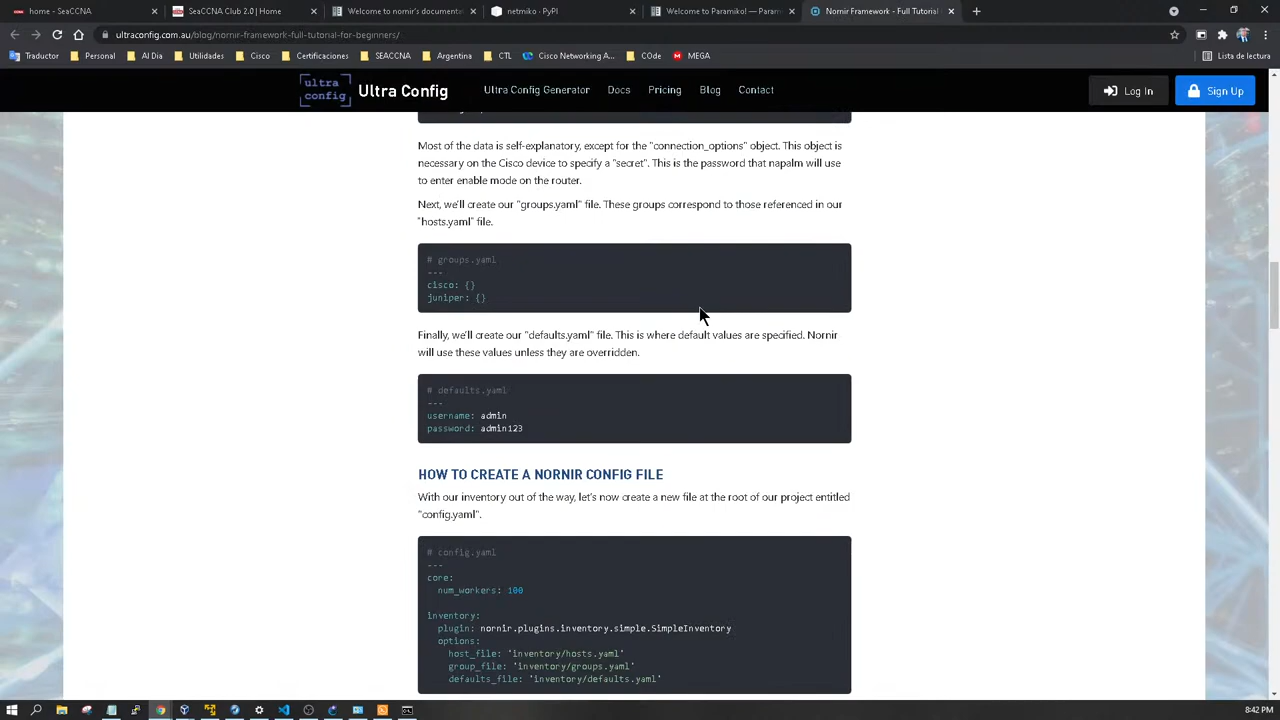 home - SeaCCNA
SeaCCNA Club 2.0! | Home
Welcome to nornir's documentat
netmiko · PyPI
Welcome to Paramiko! — Param
Nornir Framework - Full Tutorial
ultraconfig.com.au/blog/nornir-framework-full-tutorial-for-beginners/
Traductor
Personal
Al Dia
Utilidades
Cisco
Certificaciones
SEACCNA
Argentina
CTL
Cisco Networking A...
COde
MEGA
Lista de lectura
ultra
config
Ultra Config
Ultra Config Generator
Docs
Pricing
Blog
Contact
Log In
Sign Up
Most of the data is self-explanatory, except for the "connection_options" object. This object is
necessary on the Cisco device to specify a "secret". This is the password that napalm will use
to enter enable mode on the router.
Next, we'll create our "groups.yaml" file. These groups correspond to those referenced in our
"hosts.yaml" file.
# groups.yaml
---
cisco: {}
juniper: {}
Finally, we'll create our "defaults.yaml" file. This is where default values are specified. Nornir
will use these values unless they are overridden.
# defaults.yaml
---
username: admin
password: admin123
HOW TO CREATE A NORNIR CONFIG FILE
With our inventory out of the way, let's now create a new file at the root of our project entitled
"config.yaml".
# config.yaml
---
core:
num_workers: 100
inventory:
plugin: nornir.plugins.inventory.simple.SimpleInventory
options:
host_file: 'inventory/hosts.yaml'
group_file: 'inventory/groups.yaml'
defaults_file: 'inventory/defaults.yaml'
8:42 PM